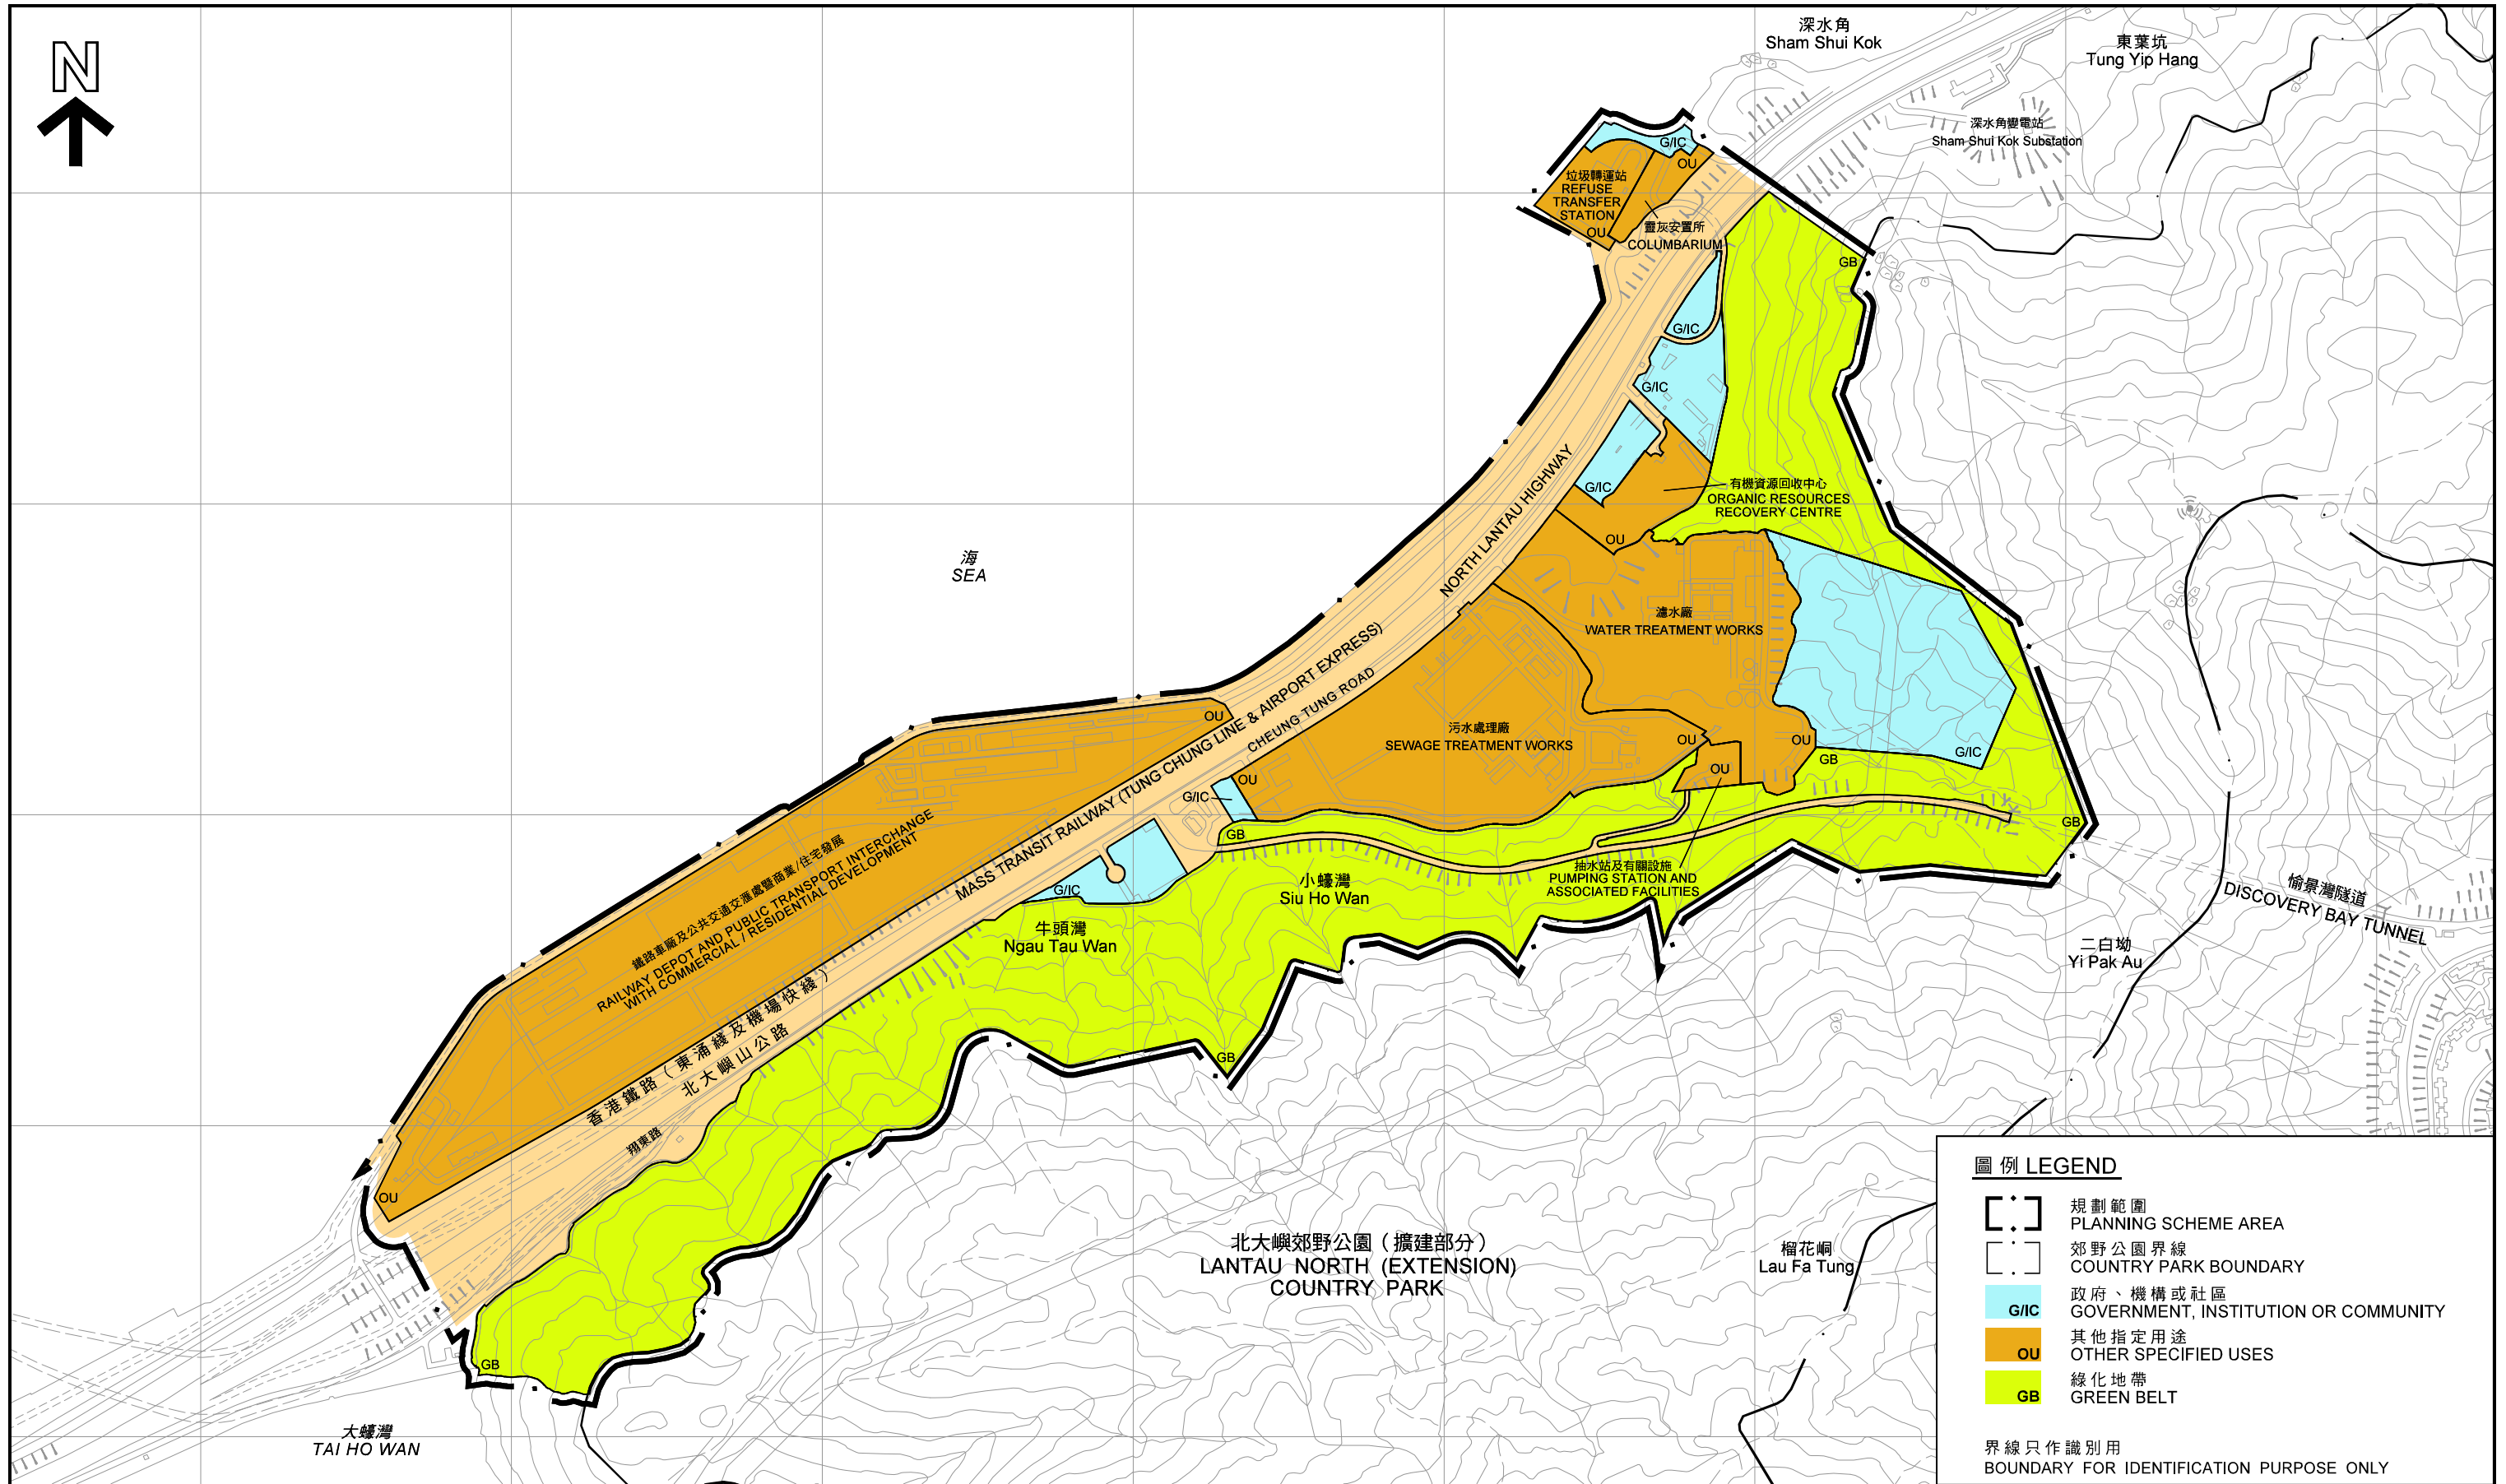 N
深水角
Sham Shui Kok
東葉坑
Tung Yip Hang
深水角變電站
Sham Shui Kok Substation
G/IC
OU
垃圾轉運站
REFUSE
TRANSFER
STATION
OU
靈灰安置所
COLUMBARIUM
GB
G/IC
G/IC
G/IC
有機資源回收中心
ORGANIC RESOURCES
RECOVERY CENTRE
OU
NORTH LANTAU HIGHWAY
海
SEA
濾水廠
WATER TREATMENT WORKS
MASS TRANSIT RAILWAY (TUNG CHUNG LINE & AIRPORT EXPRESS)
CHEUNG TUNG ROAD
污水處理廠
SEWAGE TREATMENT WORKS
OU
OU
OU
G/IC
GB
OU
OU
G/IC
GB
GB
鐵路車廠及公共交通交滙處暨商業/住宅發展
RAILWAY DEPOT AND PUBLIC TRANSPORT INTERCHANGE
WITH COMMERCIAL / RESIDENTIAL DEVELOPMENT
G/IC
小蠔灣
Siu Ho Wan
抽水站及有關設施
PUMPING STATION AND
ASSOCIATED FACILITIES
牛頭灣
Ngau Tau Wan
愉景灣隧道
DISCOVERY BAY TUNNEL
二白坳
Yi Pak Au
香港鐵路（東涌綫及機場快綫）
北大嶼山公路
翔東路
GB
OU
GB
大蠔灣
TAI HO WAN
北大嶼郊野公園（擴建部分）
LANTAU NORTH (EXTENSION)
COUNTRY PARK
榴花峒
Lau Fa Tung
圖例 LEGEND
規劃範圍
PLANNING SCHEME AREA
郊野公園界線
COUNTRY PARK BOUNDARY
政府、機構或社區
G/IC GOVERNMENT, INSTITUTION OR COMMUNITY
其他指定用途
OU OTHER SPECIFIED USES
綠化地帶
GB GREEN BELT
界線只作識別用
BOUNDARY FOR IDENTIFICATION PURPOSE ONLY